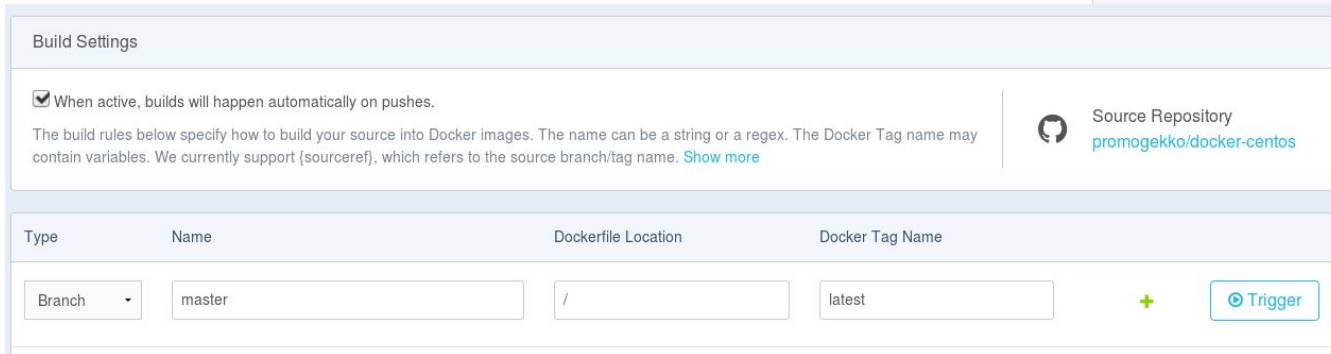 Build Settings
When active, builds will happen automatically on pushes.
The build rules below specify how to build your source into Docker images. The name can be a string or a regex. The Docker Tag name may
contain variables. We currently support {sourceref}, which refers to the source branch/tag name. Show more
Source Repository
promogekko/docker-centos
Type Name Dockerfile Location Docker Tag Name
Branch master / latest Trigger